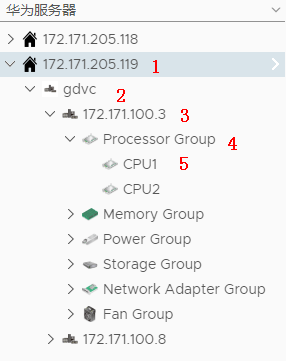 华为服务器
172.171.205.118
172.171.205.119 1
gdvc 2
172.171.100.3 3
Processor Group 4
CPU1 5
CPU2
Memory Group
Power Group
Storage Group
Network Adapter Group
Fan Group
172.171.100.8